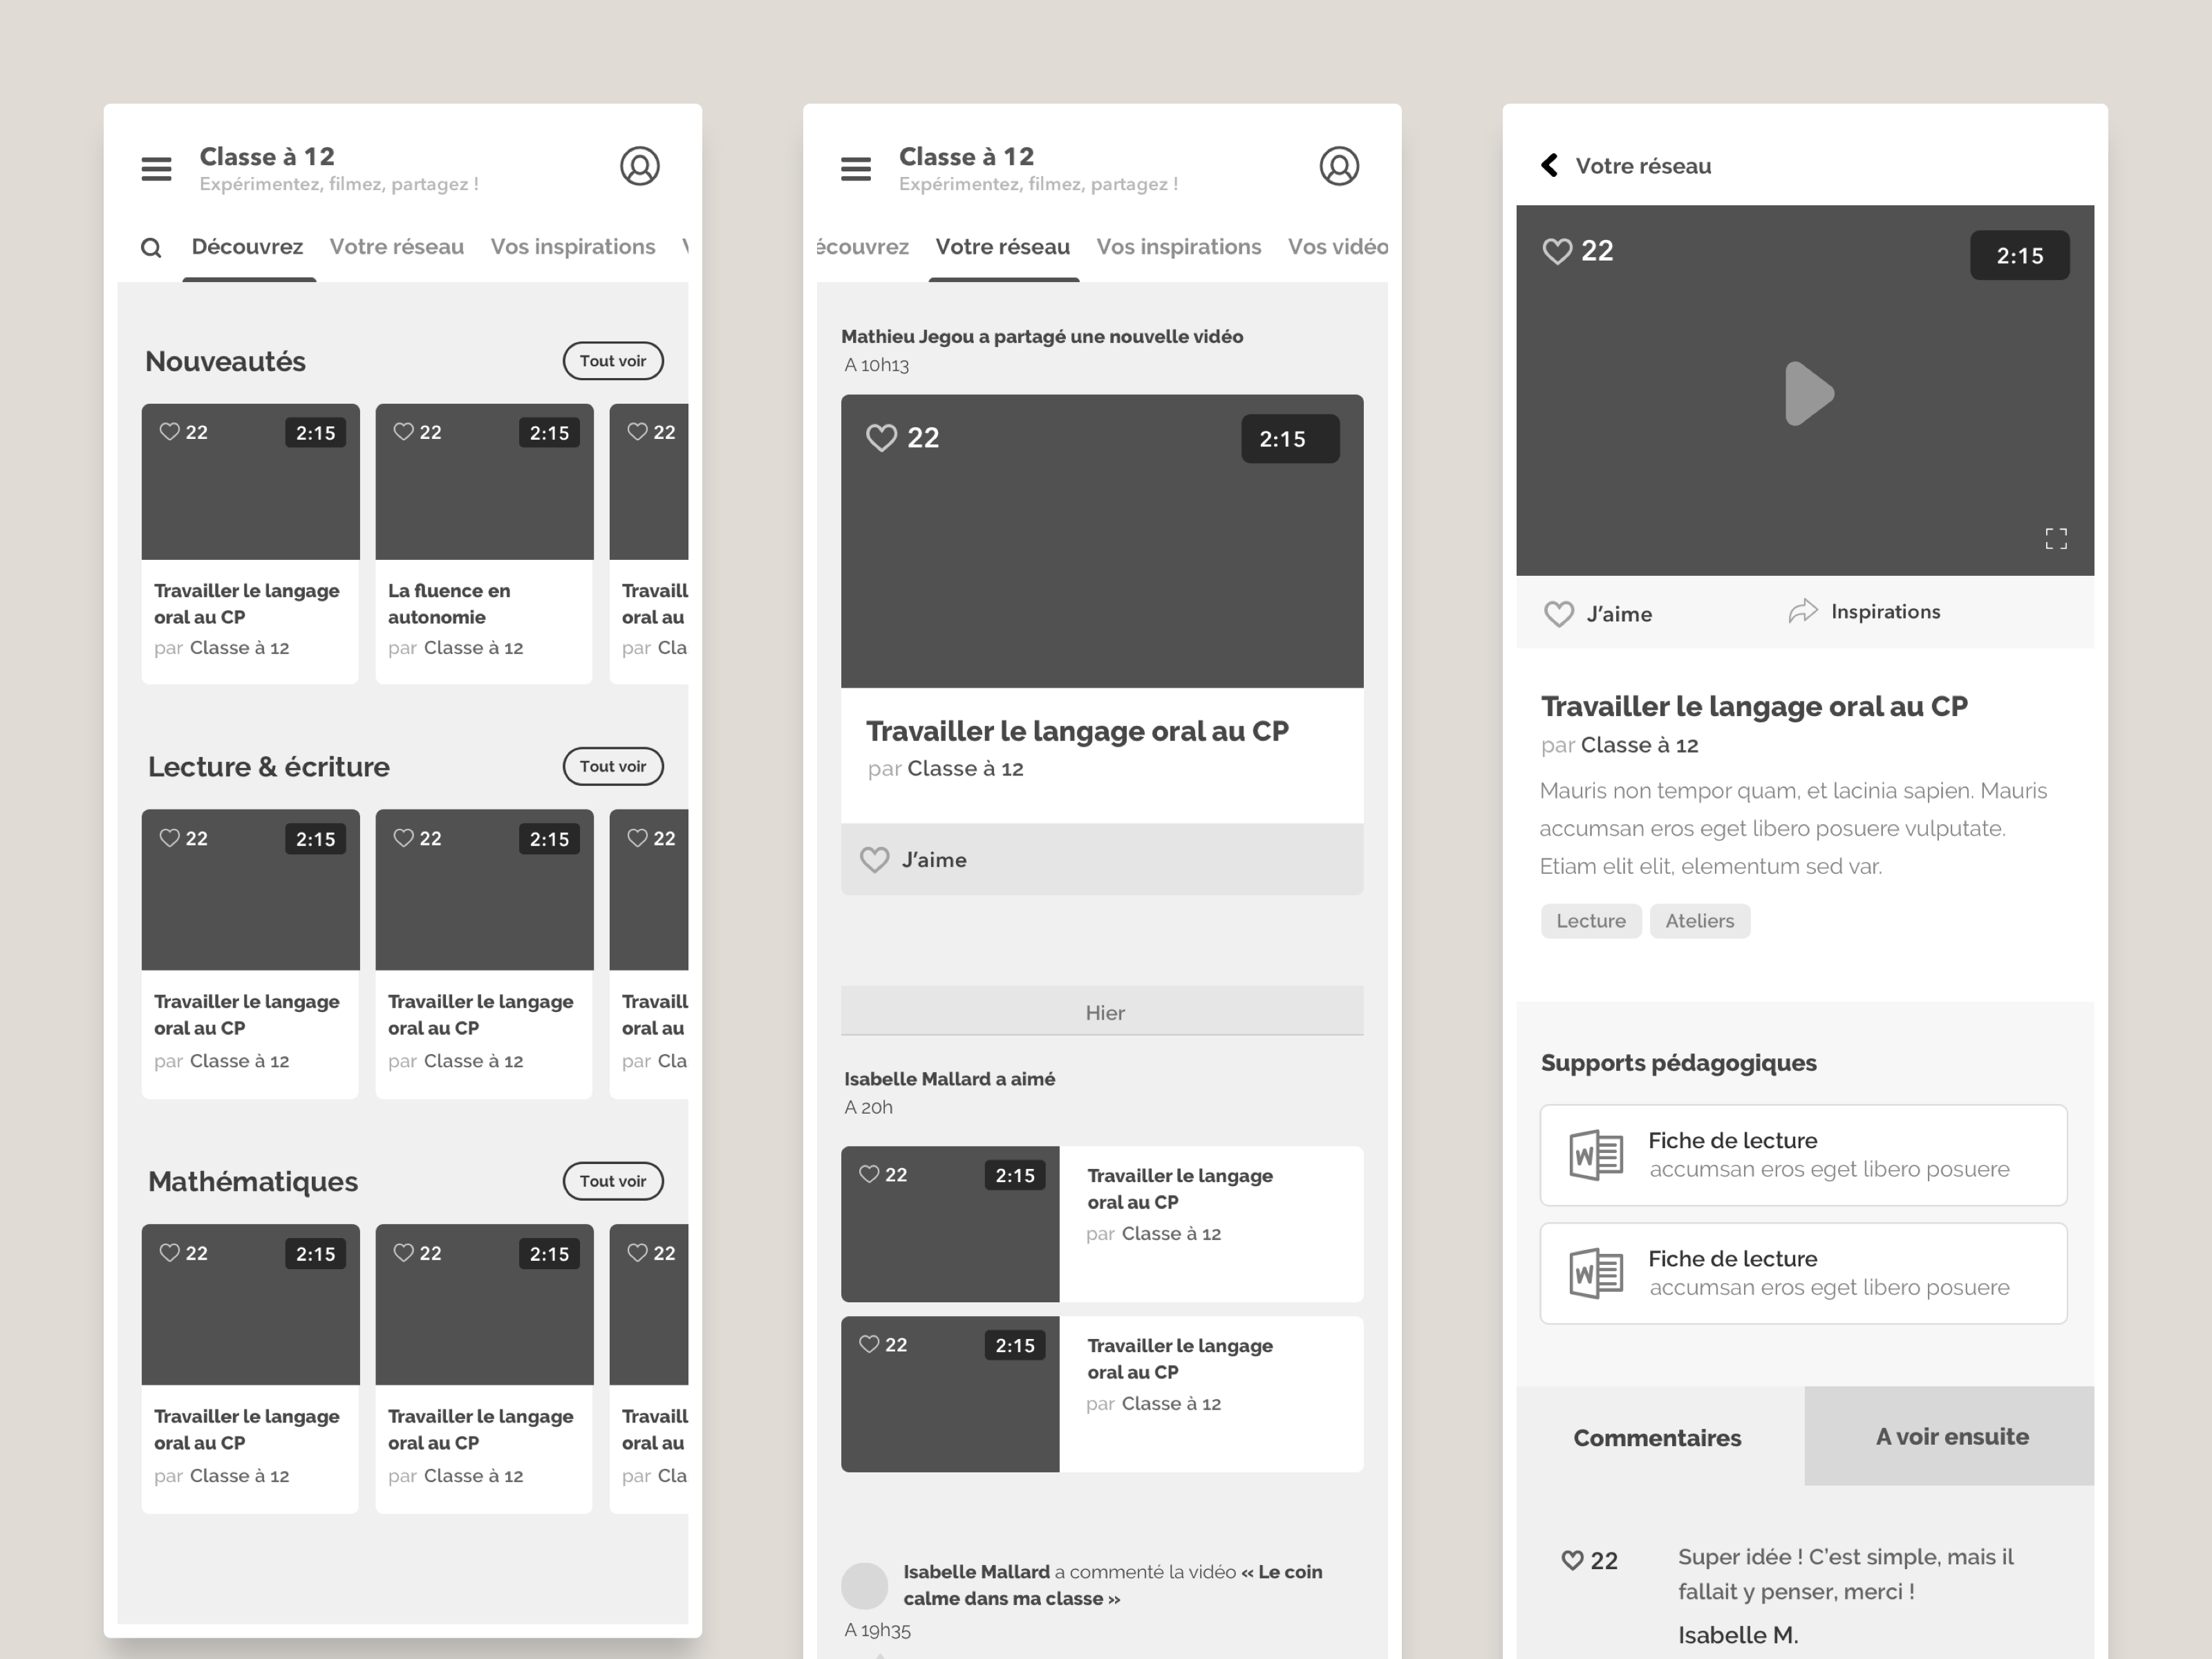 Classe à 12
Expérimentez, filmez, partagez !
Découvrez Votre réseau Vos inspirations
Nouveautés
Tout voir
22 2:15 22 2:15 22
Travailler le langage
oral au CP
par Classe à 12
La fluence en
autonomie
par Classe à 12
Travaill
oral au
par Cla
Lecture & écriture
Tout voir
22 2:15 22 2:15 22
Travailler le langage
oral au CP
par Classe à 12
Travailler le langage
oral au CP
par Classe à 12
Travaill
oral au
par Cla
Mathématiques
Tout voir
22 2:15 22 2:15 22
Travailler le langage
oral au CP
par Classe à 12
Travailler le langage
oral au CP
par Classe à 12
Travaill
oral au
par Cla
Classe à 12
Expérimentez, filmez, partagez !
écouvrez Votre réseau Vos inspirations Vos vidéo
Mathieu Jegou a partagé une nouvelle vidéo
A 10h13
22 2:15
Travailler le langage oral au CP
par Classe à 12
J’aime
Hier
Isabelle Mallard a aimé
A 20h
22 2:15
Travailler le langage
oral au CP
par Classe à 12
22 2:15
Travailler le langage
oral au CP
par Classe à 12
Isabelle Mallard a commenté la vidéo « Le coin
calme dans ma classe »
A 19h35
Votre réseau
22 2:15
J’aime Inspirations
Travailler le langage oral au CP
par Classe à 12
Mauris non tempor quam, et lacinia sapien. Mauris
accumsan eros eget libero posuere vulputate.
Etiam elit elit, elementum sed var.
Lecture Ateliers
Supports pédagogiques
W
Fiche de lecture
accumsan eros eget libero posuere
W
Fiche de lecture
accumsan eros eget libero posuere
Commentaires A voir ensuite
22
Super idée ! C’est simple, mais il
fallait y penser, merci !
Isabelle M.